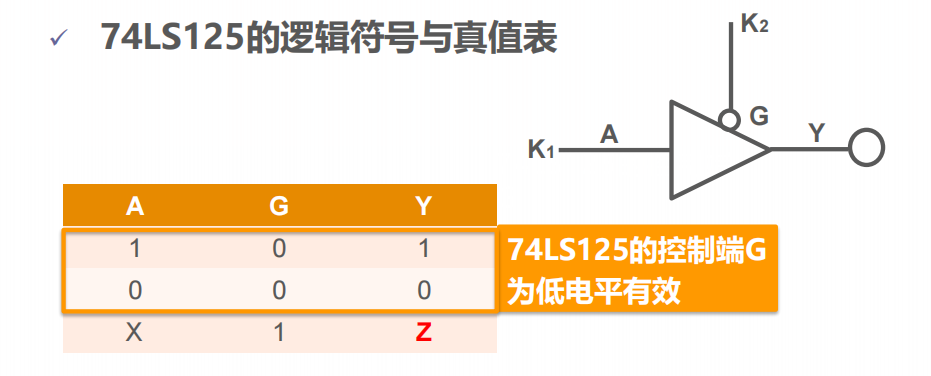 ✓ 74LS125的逻辑符号与真值表
K2
G
A
Y
K1
A G Y
1 0 1
0 0 0
X 1 Z
74LS125的控制端G
为低电平有效